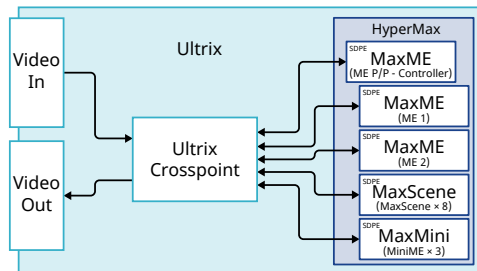 Video
In
Ultrix
Video
Out
Ultrix
Crosspoint
HyperMax
SDPE
MaxME
(ME P/P - Controller)
SDPE
MaxME
(ME 1)
SDPE
MaxME
(ME 2)
SDPE
MaxScene
(MaxScene × 8)
SDPE
MaxMini
(MiniME × 3)